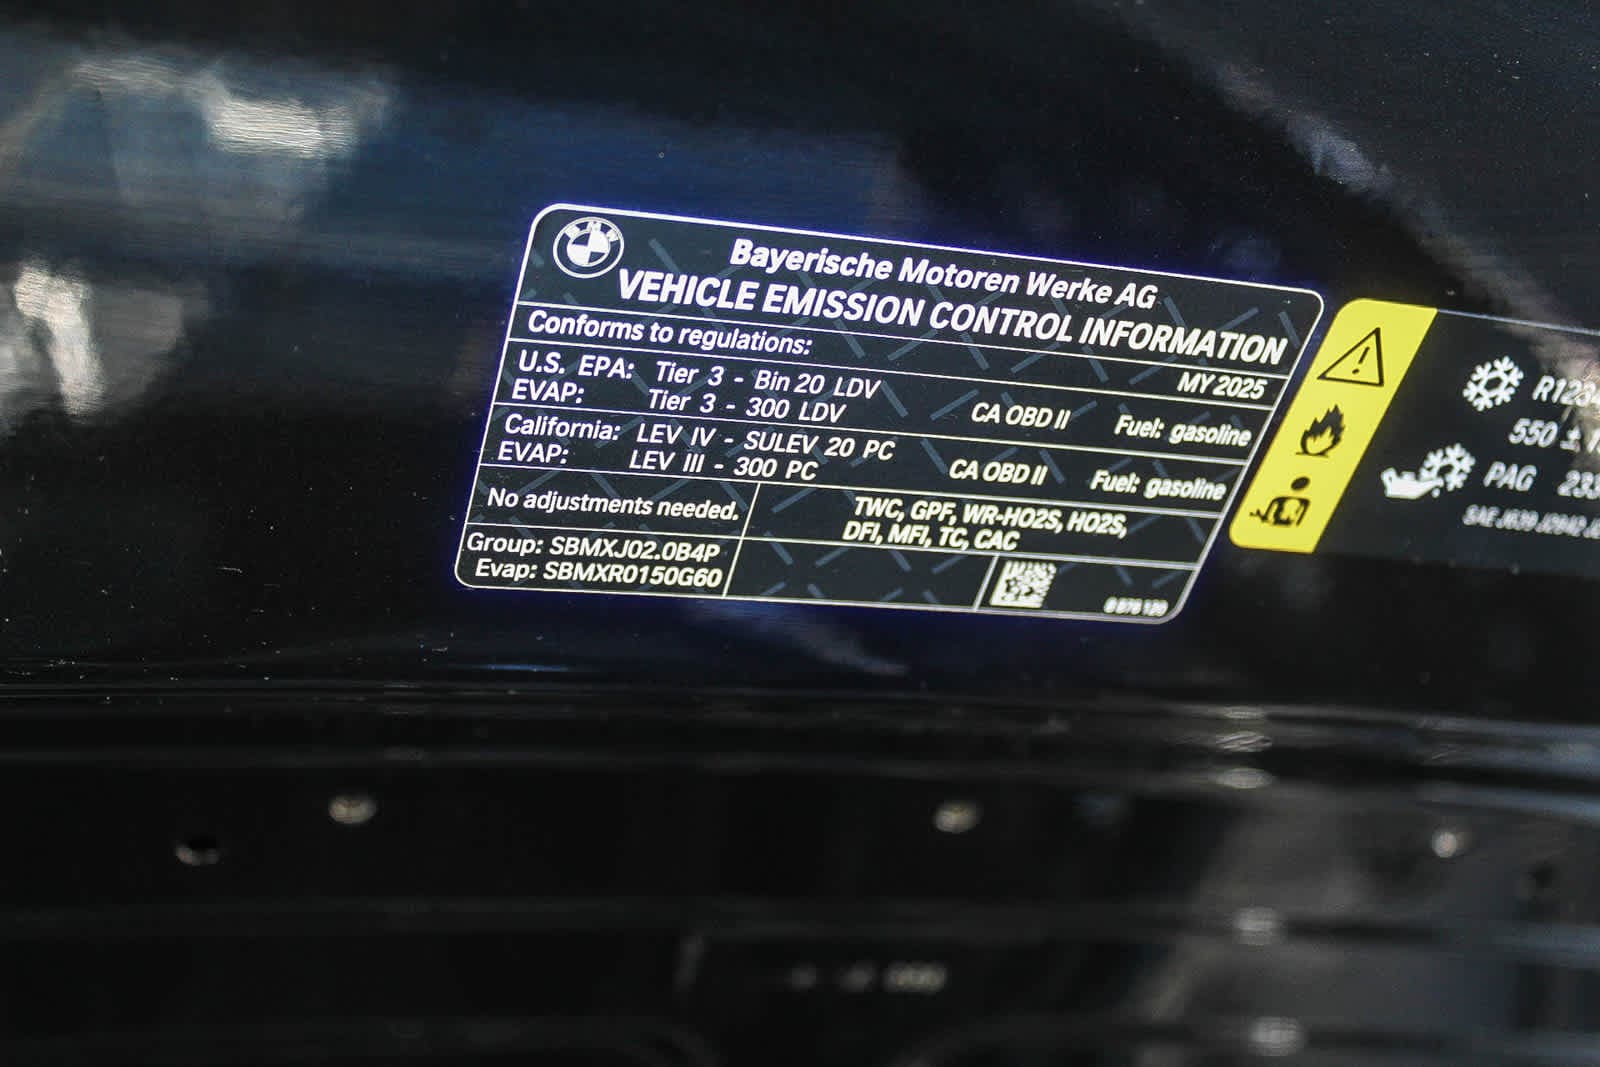 BMW
Bayerische Motoren Werke AG
VEHICLE EMISSION CONTROL INFORMATION
Conforms to regulations:
MY 2025
U.S. EPA: Tier 3 - Bin 20 LDV
EVAP: Tier 3 - 300 LDV
CA OBD II
Fuel: gasoline
California: LEV IV - SULEV 20 PC
EVAP: LEV III - 300 PC
CA OBD II
Fuel: gasoline
No adjustments needed.
TWC, GPF, WR-HO2S, HO2S,
DFI, MFI, TC, CAC
Group: SBMXJ02.0B4P
Evap: SBMXR0150G60
550 ±
PAG